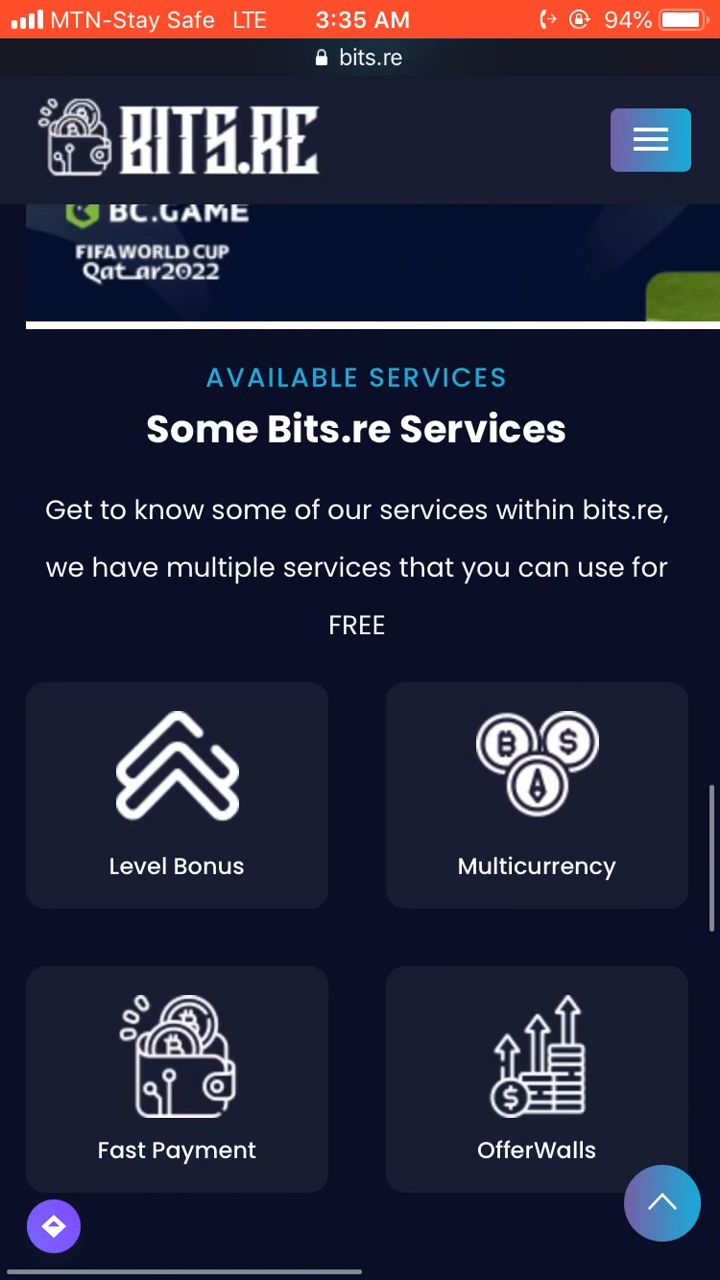 MTN-Stay Safe LTE 3:35 AM 94%
bits.re
BITS.RE
BC.GAME
FIFA WORLD CUP
Qatar2022
AVAILABLE SERVICES
Some Bits.re Services
Get to know some of our services within bits.re,
we have multiple services that you can use for
FREE
Level Bonus
Multicurrency
Fast Payment
OfferWalls